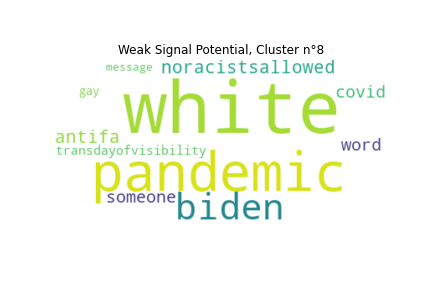 Weak Signal Potential, Cluster n°8
message noracistsallowed
gay white covid
antifa word
transdayofvisibility
pandemic
someone biden